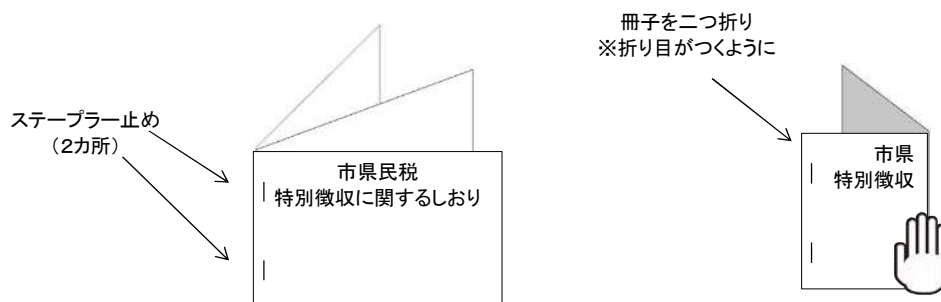 冊子を二つ折り
※折り目がつくように
ステープラー止め
（2カ所）
市県民税
特別徴収に関するしおり
市県
特別徴収